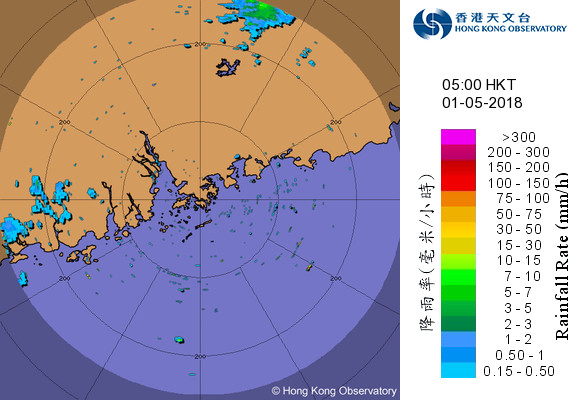 香港天文台
HONG KONG OBSERVATORY
05:00 HKT
01-05-2018
>300
200 - 300
150 - 200
100 - 150
75 - 100
50 - 75
30 - 50
15 - 30
10 - 15
7 - 10
5 - 7
3 - 5
2 - 3
1 - 2
0.50 - 1
0.15 - 0.50
降雨率(毫米/小時)
Rainfall Rate (mm/h)
200
200
200
200
200
200
© Hong Kong Observatory